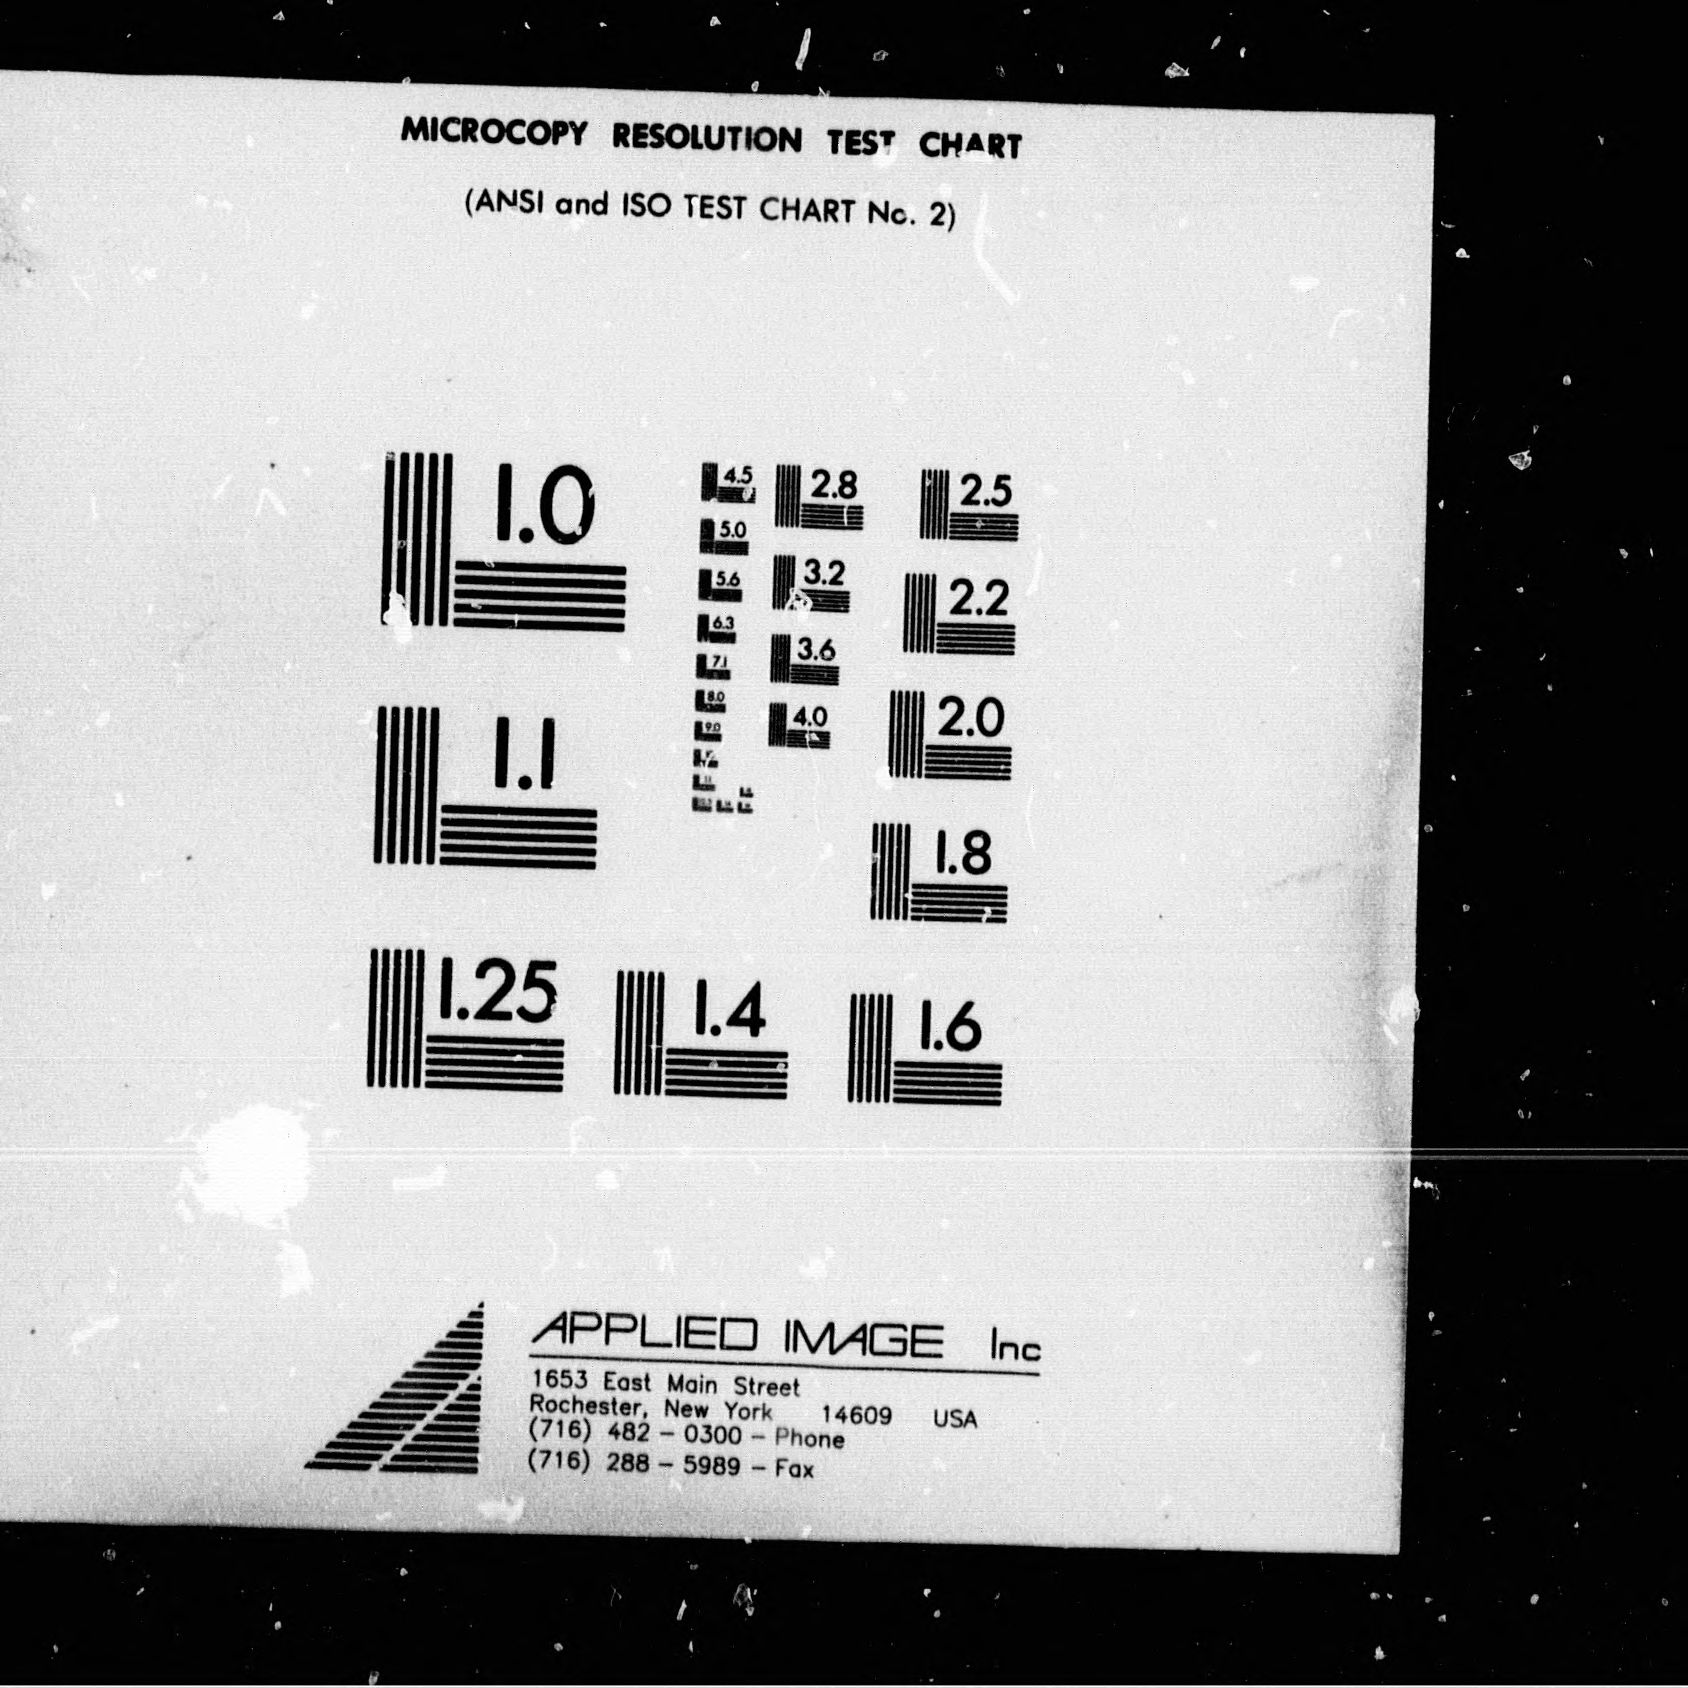 MICROCOPY RESOLUTION TEST CHART
(ANSI and ISO TEST CHART No. 2)
1.0
1.1
1.25
1.4
1.6
1.8
2.0
2.2
2.5
2.8
3.2
3.6
4.0
4.5
5.0
5.6
6.3
7.1
8.0
9.0
APPLIED IMAGE Inc
1653 East Main Street
Rochester, New York 14609 USA
(716) 482 - 0300 - Phone
(716) 288 - 5989 - Fax